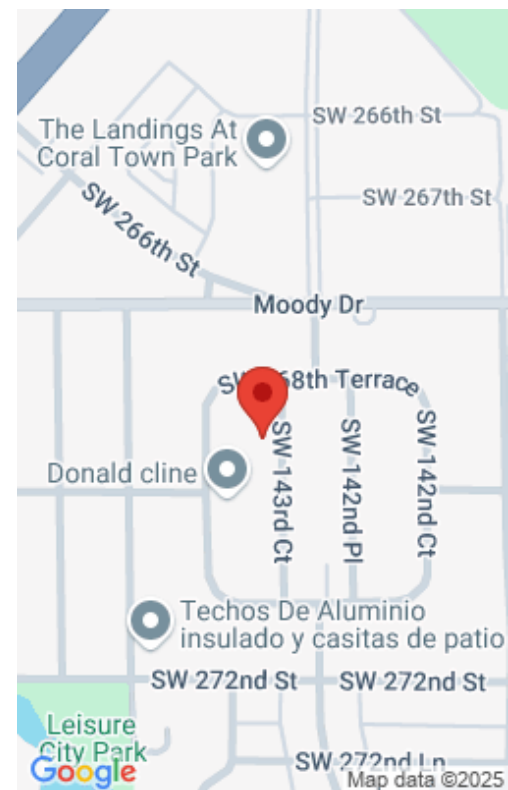 SW 266th St
The Landings At
Coral Town Park
SW 267th St
SW 266th St
Moody Dr
SW 68th Terrace
SW 143rd Ct
SW 142nd Pl
SW 142nd Ct
Donald cline
Techos De Aluminio
insulado y casitas de patio
SW 272nd St
SW 272nd St
Leisure
City Park
SW 272nd Ln
Google
Map data ©2025